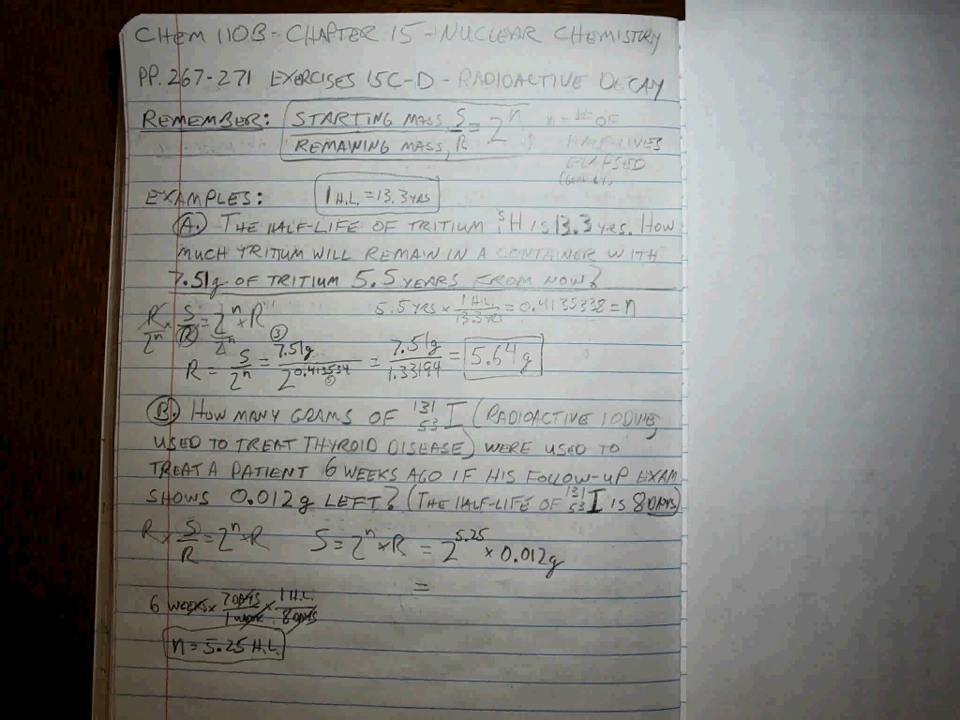 CHEM 110B - CHAPTER 15 - NUCLEAR CHEMISTRY
PP. 267-271 EXERCISES 15C-D - RADIOACTIVE DECAY
REMEMBER: STARTING MASS, S / REMAINING MASS, R = 2^n n = # OF
HALF-LIVES
ELAPSED
EXAMPLES: 1 H.L. = 13.3 YRS
A. THE HALF-LIFE OF TRITIUM ³₁H IS 13.3 yrs. HOW
MUCH TRITIUM WILL REMAIN IN A CONTAINER WITH
7.51g OF TRITIUM 5.5 YEARS FROM NOW?
5.5 YRS × 1 H.L. / 13.3 YRS = 0.4135338 = n
R/2^n × S/R = 2^n/2^n × R
R = S/2^n = 7.51g / 2^0.413534 = 7.51g / 1.33194 = 5.64 g
B. HOW MANY GRAMS OF ¹³¹₅₃I (RADIOACTIVE IODINE,
USED TO TREAT THYROID DISEASE) WERE USED TO
TREAT A PATIENT 6 WEEKS AGO IF HIS FOLLOW-UP EXAM
SHOWS 0.012g LEFT? (THE HALF-LIFE OF ¹³¹₅₃I IS 8 DAYS)
R × S/R = 2^n × R S = 2^n × R = 2^5.25 × 0.012g
=
6 WEEKS × 7 DAYS / 1 WEEK × 1 H.L. / 8 DAYS
n = 5.25 H.L.